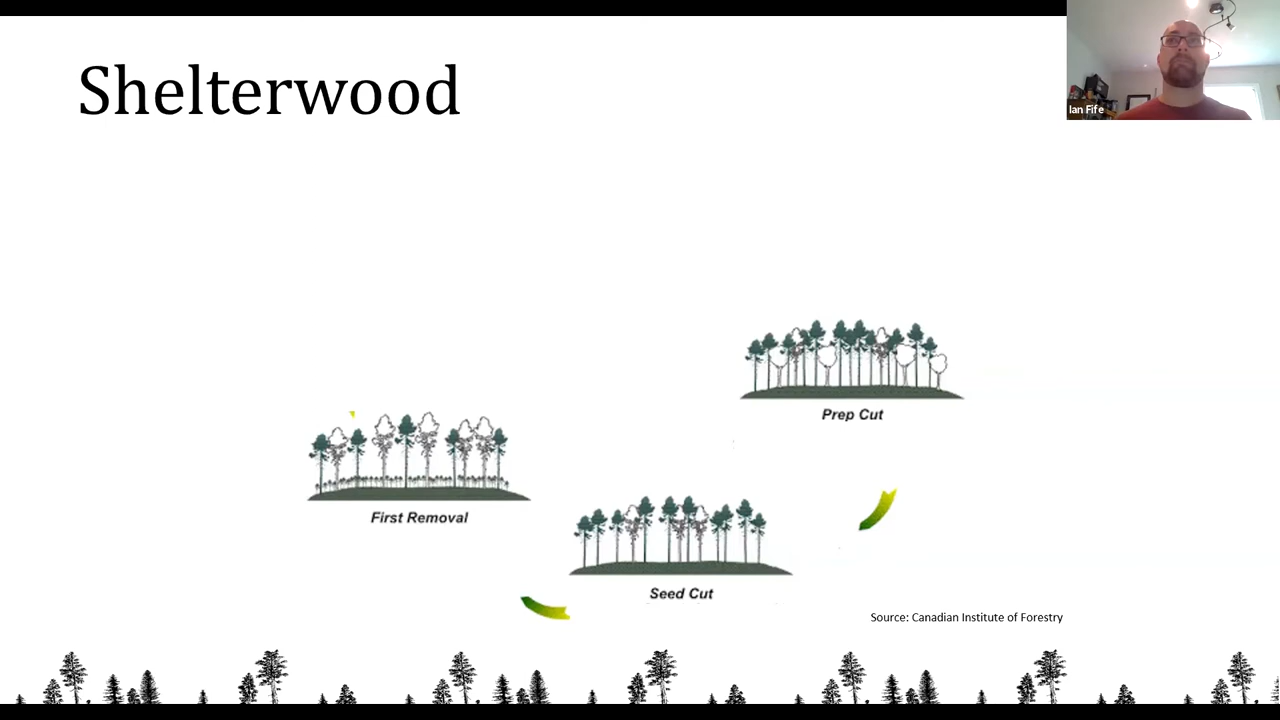 Shelterwood
Ian Fife
Prep Cut
First Removal
Seed Cut
Source: Canadian Institute of Forestry